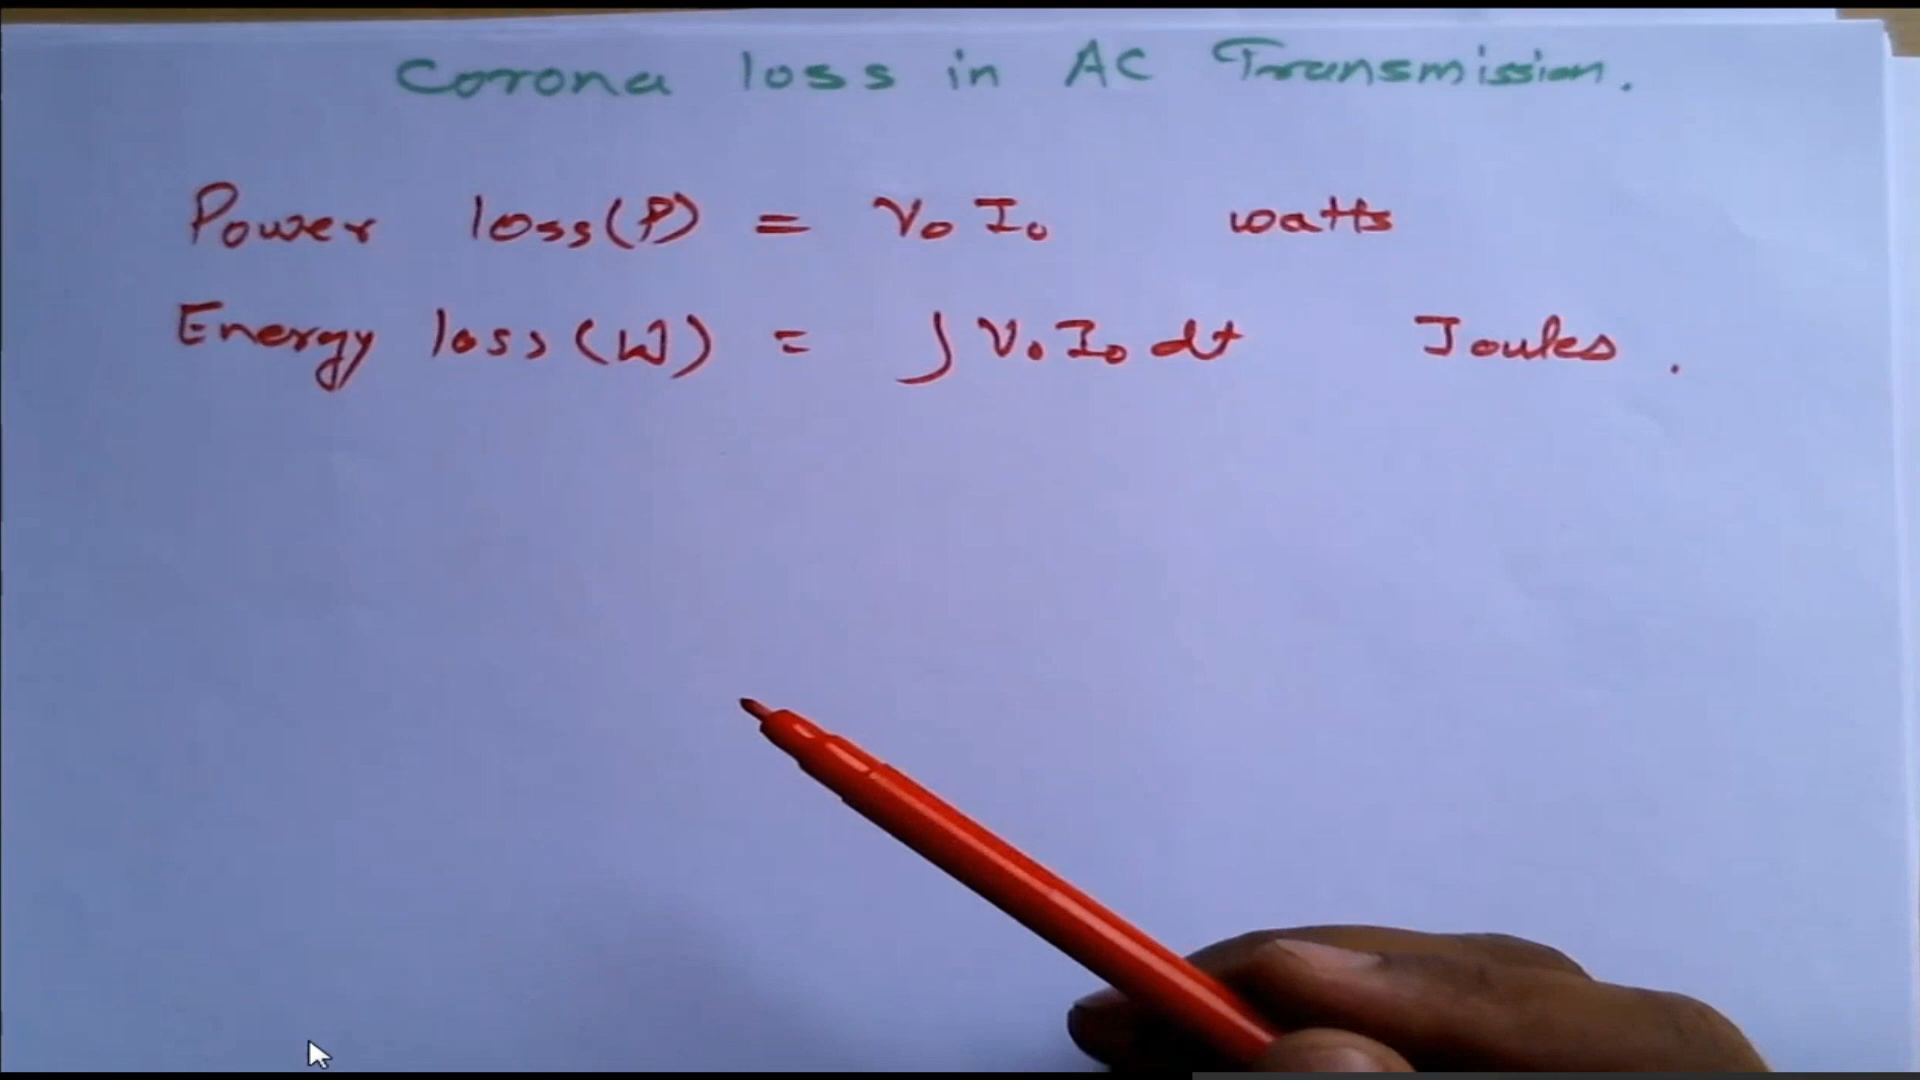 Corona loss in AC Transmission.
Power loss(P) = V₀ I₀ watts
Energy loss(W) = ∫ V₀ I₀ dt Joules.